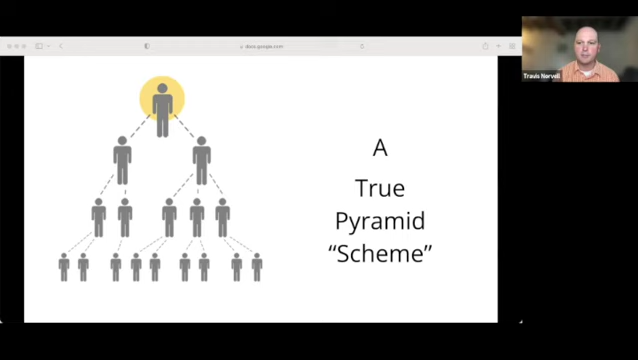 docs.google.com
Travis Norvell
A
True
Pyramid
“Scheme”